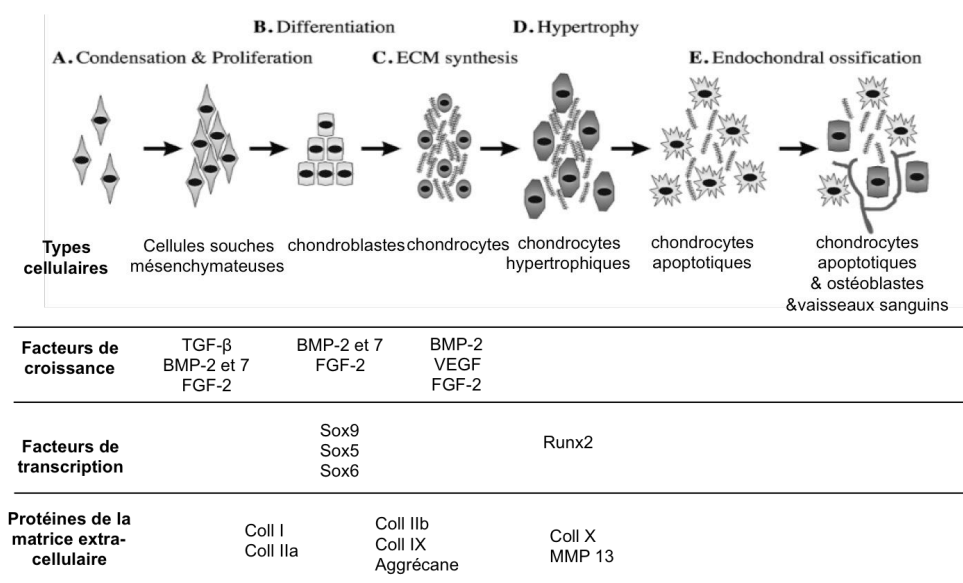 B. Differentiation
D. Hypertrophy
A. Condensation & Proliferation
C. ECM synthesis
E. Endochondral ossification
Types
cellulaires
Cellules souches
mésenchymateuses
chondroblastes
chondrocytes
chondrocytes
hypertrophiques
chondrocytes
apoptotiques
chondrocytes
apoptotiques
& ostéoblastes
&vaisseaux sanguins
Facteurs de
croissance
TGF-β
BMP-2 et 7
FGF-2
BMP-2 et 7
FGF-2
BMP-2
VEGF
FGF-2
Facteurs de
transcription
Sox9
Sox5
Sox6
Runx2
Protéines de la
matrice extra-
cellulaire
Coll I
Coll IIa
Coll IIb
Coll IX
Aggrécane
Coll X
MMP 13